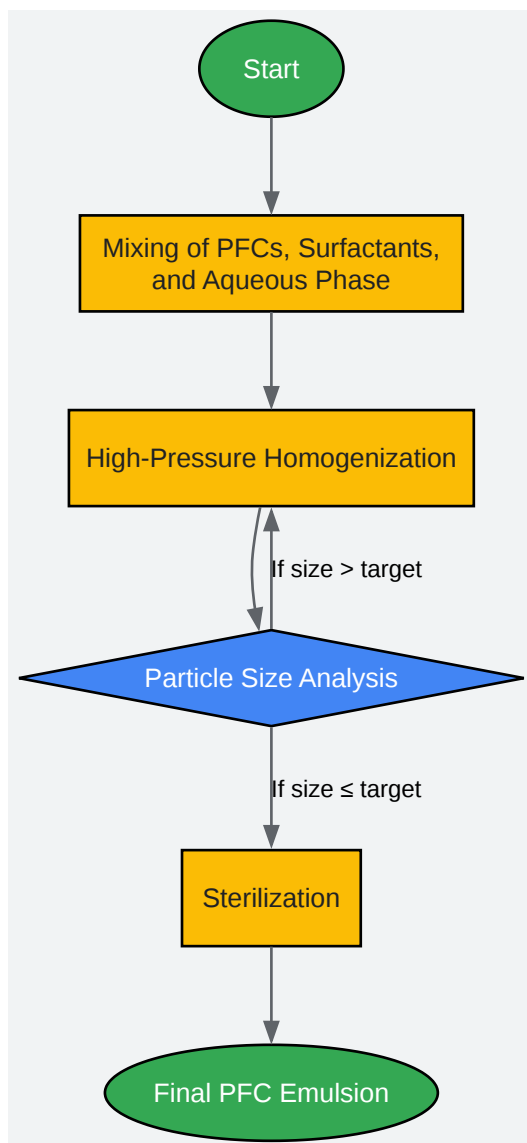 Start
Mixing of PFCs, Surfactants,
and Aqueous Phase
High-Pressure Homogenization
If size > target
Particle Size Analysis
If size ≤ target
Sterilization
Final PFC Emulsion